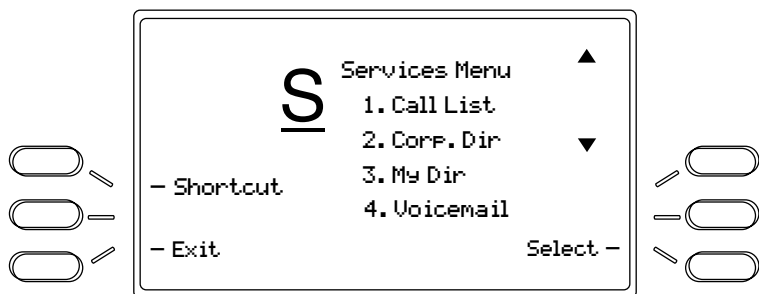 S
Services Menu
1. Call List
2. Corp. Dir
3. My Dir
4. Voicemail
– Shortcut
– Exit
Select –